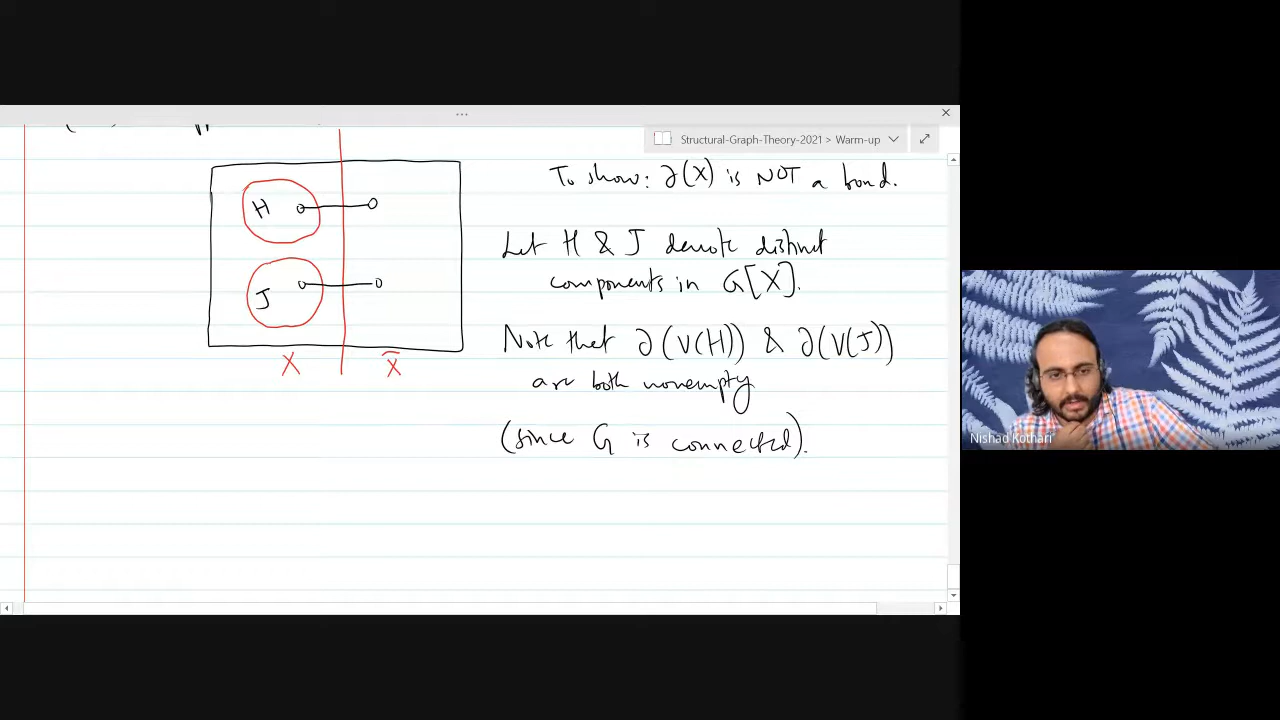 Structural-Graph-Theory-2021 > Warm-up
To show: ∂(X) is NOT a bond.
H
Let H & J denote distinct
components in G[X].
J
Note that ∂(V(H)) & ∂(V(J))
X X̅
are both nonempty
(since G is connected).
Nishad Kothari